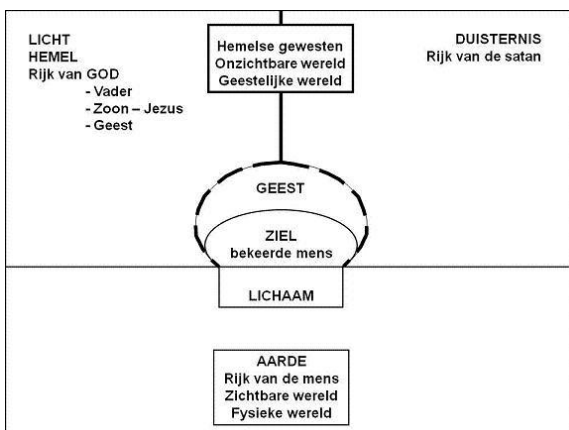 LICHT
HEMEL
Rijk van GOD
- Vader
- Zoon – Jezus
- Geest
Hemelse gewesten
Onzichtbare wereld
Geestelijke wereld
DUISTERNIS
Rijk van de satan
GEEST
ZIEL
bekeerde mens
LICHAAM
AARDE
Rijk van de mens
Zichtbare wereld
Fysieke wereld